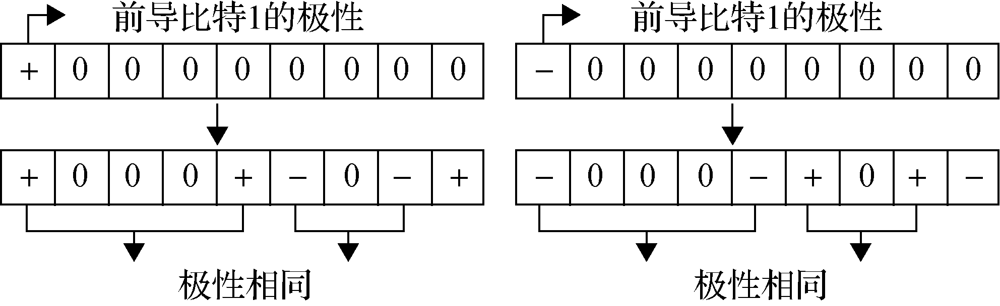 前导比特1的极性 前导比特1的极性
+ 0 0 0 0 0 0 0 0 − 0 0 0 0 0 0 0 0
+ 0 0 0 + − 0 − + − 0 0 0 − + 0 + −
极性相同 极性相同